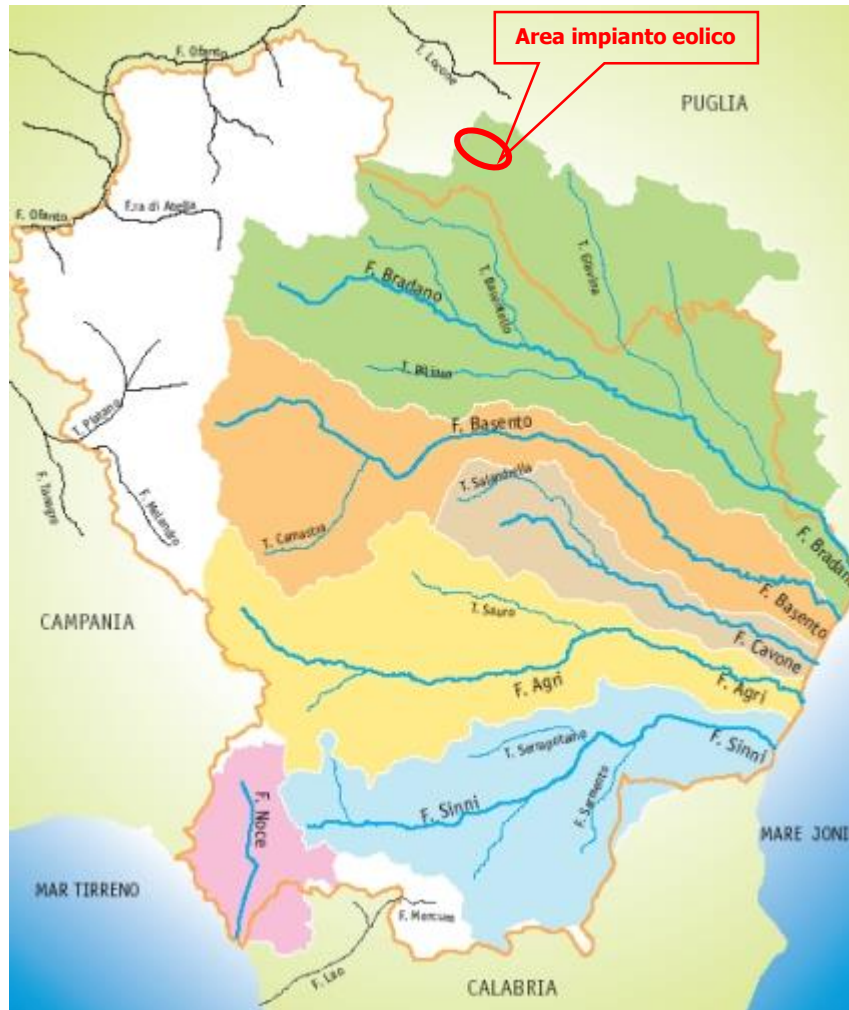 Area impianto eolico
F. Ofanto
T. Locone
PUGLIA
F. Ofanto
F.ra di Atella
T. Gravina
F. Bradano
T. Basentello
T. Bilioso
T. Platano
F. Basento
F. Tanagro
F. Melandro
T. Salandrella
T. Camastra
F. Bradano
F. Basento
CAMPANIA
T. Sauro
F. Cavone
F. Agri
F. Agri
T. Serrapotamo
F. Sinni
F. Noce
F. Sinni
F. Sarmento
MARE JONI
MAR TIRRENO
F. Mercure
F. Lao
CALABRIA